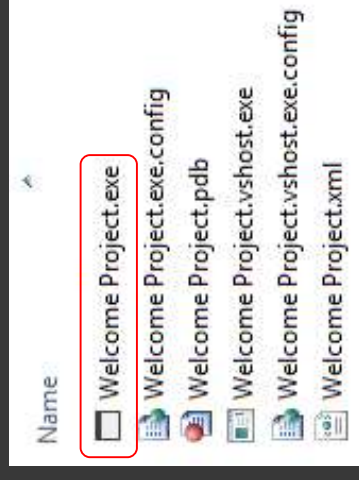 Name
Welcome Project.exe
Welcome Project.exe.config
Welcome Project.pdb
Welcome Project.vshost.exe
Welcome Project.vshost.exe.config
Welcome Project.xml